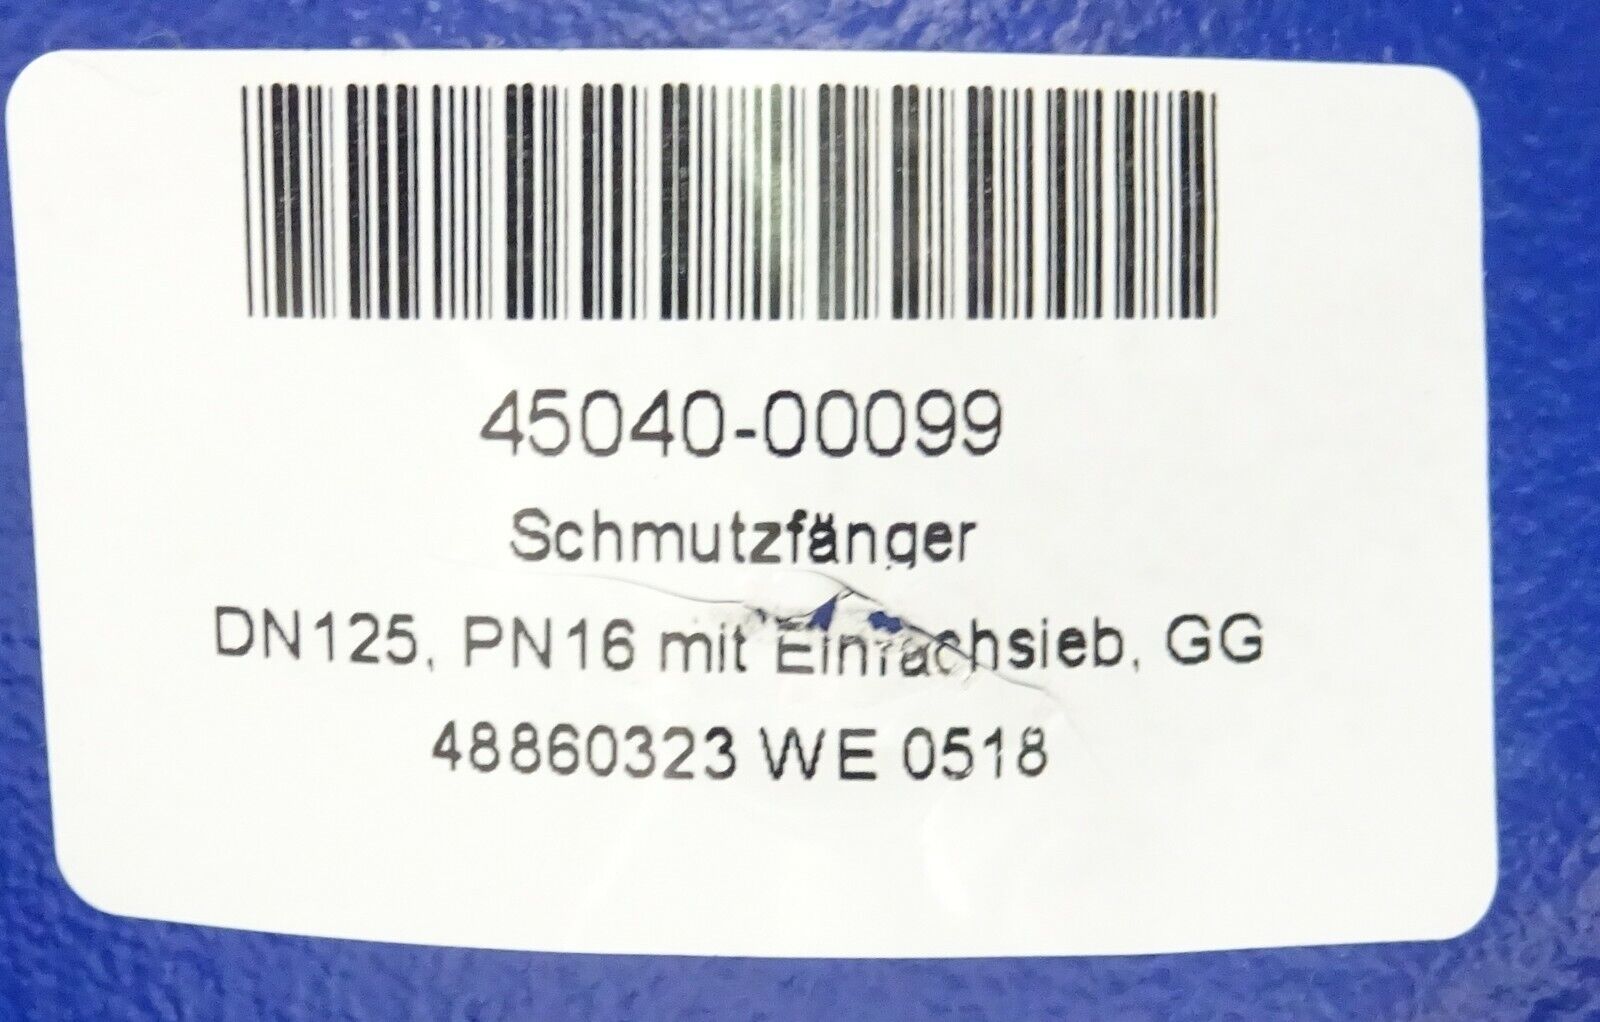 45040-00099
Schmutzfänger
DN125, PN16 mit Einfachsieb, GG
48860323 WE 0518